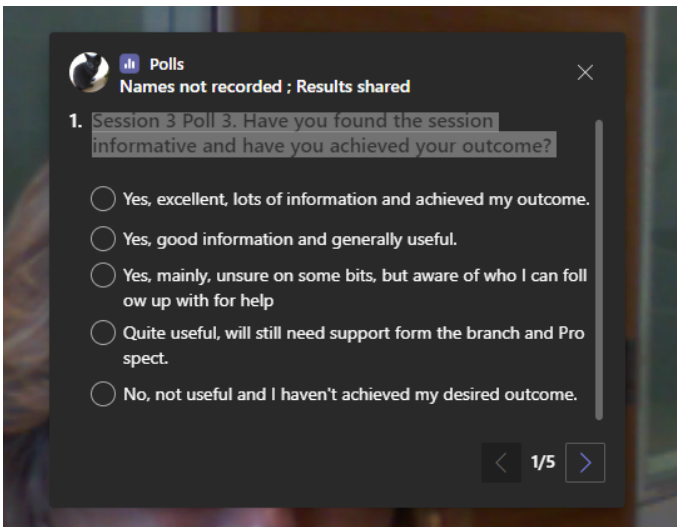 Polls
Names not recorded ; Results shared
1. Session 3 Poll 3. Have you found the session
informative and have you achieved your outcome?
Yes, excellent, lots of information and achieved my outcome.
Yes, good information and generally useful.
Yes, mainly, unsure on some bits, but aware of who I can foll
ow up with for help
Quite useful, will still need support form the branch and Pro
spect.
No, not useful and I haven't achieved my desired outcome.
1/5